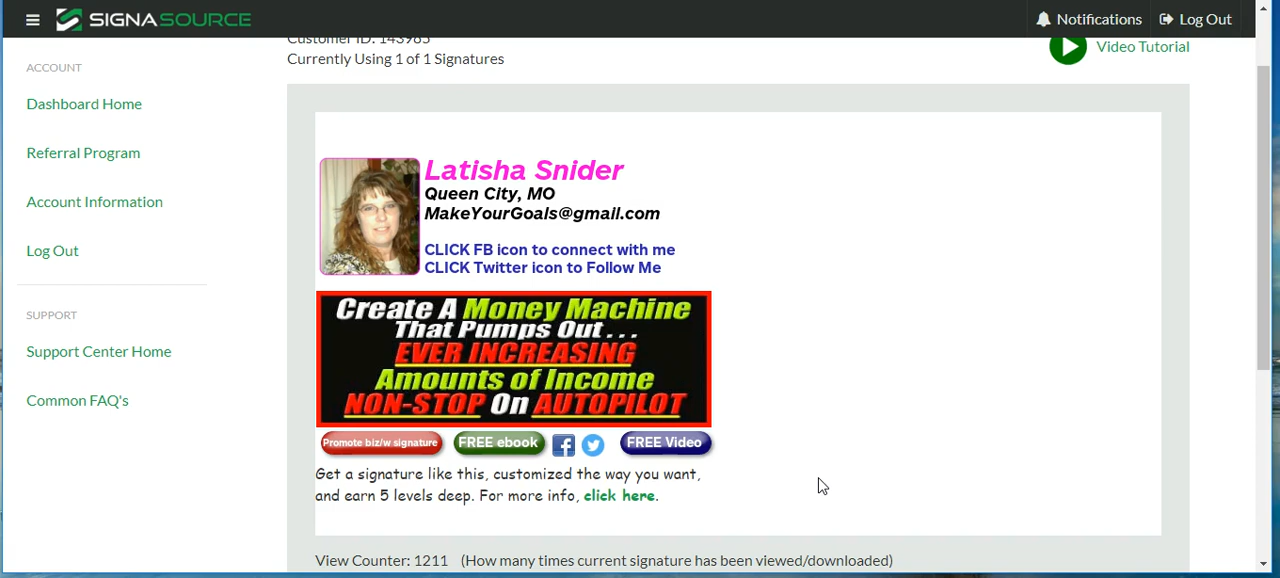 SIGNASOURCE
Notifications
Log Out
ACCOUNT
Dashboard Home
Referral Program
Account Information
Log Out
SUPPORT
Support Center Home
Common FAQ's
Customer ID: 143985
Currently Using 1 of 1 Signatures
Video Tutorial
Latisha Snider
Queen City, MO
MakeYourGoals@gmail.com
CLICK FB icon to connect with me
CLICK Twitter icon to Follow Me
Create A Money Machine
That Pumps Out...
EVER INCREASING
Amounts of Income
NON-STOP On AUTOPILOT
Promote biz/w signature
FREE ebook
FREE Video
Get a signature like this, customized the way you want,
and earn 5 levels deep. For more info, click here.
View Counter: 1211 (How many times current signature has been viewed/downloaded)